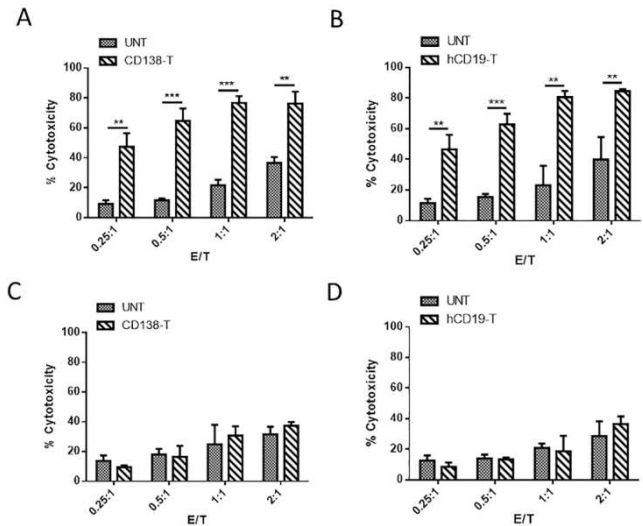 A
UNT
CD138-T
% Cytotoxicity
100
80
60
40
20
0
** *** *** **
0.25:1 0.5:1 1:1 2:1
E/T
B
UNT
hCD19-T
% Cytotoxicity
100
80
60
40
20
0
** *** ** **
0.25:1 0.5:1 1:1 2:1
E/T
C
UNT
CD138-T
% Cytotoxicity
100
80
60
40
20
0
0.25:1 0.5:1 1:1 2:1
E/T
D
UNT
hCD19-T
% Cytotoxicity
100
80
60
40
20
0
0.25:1 0.5:1 1:1 2:1
E/T